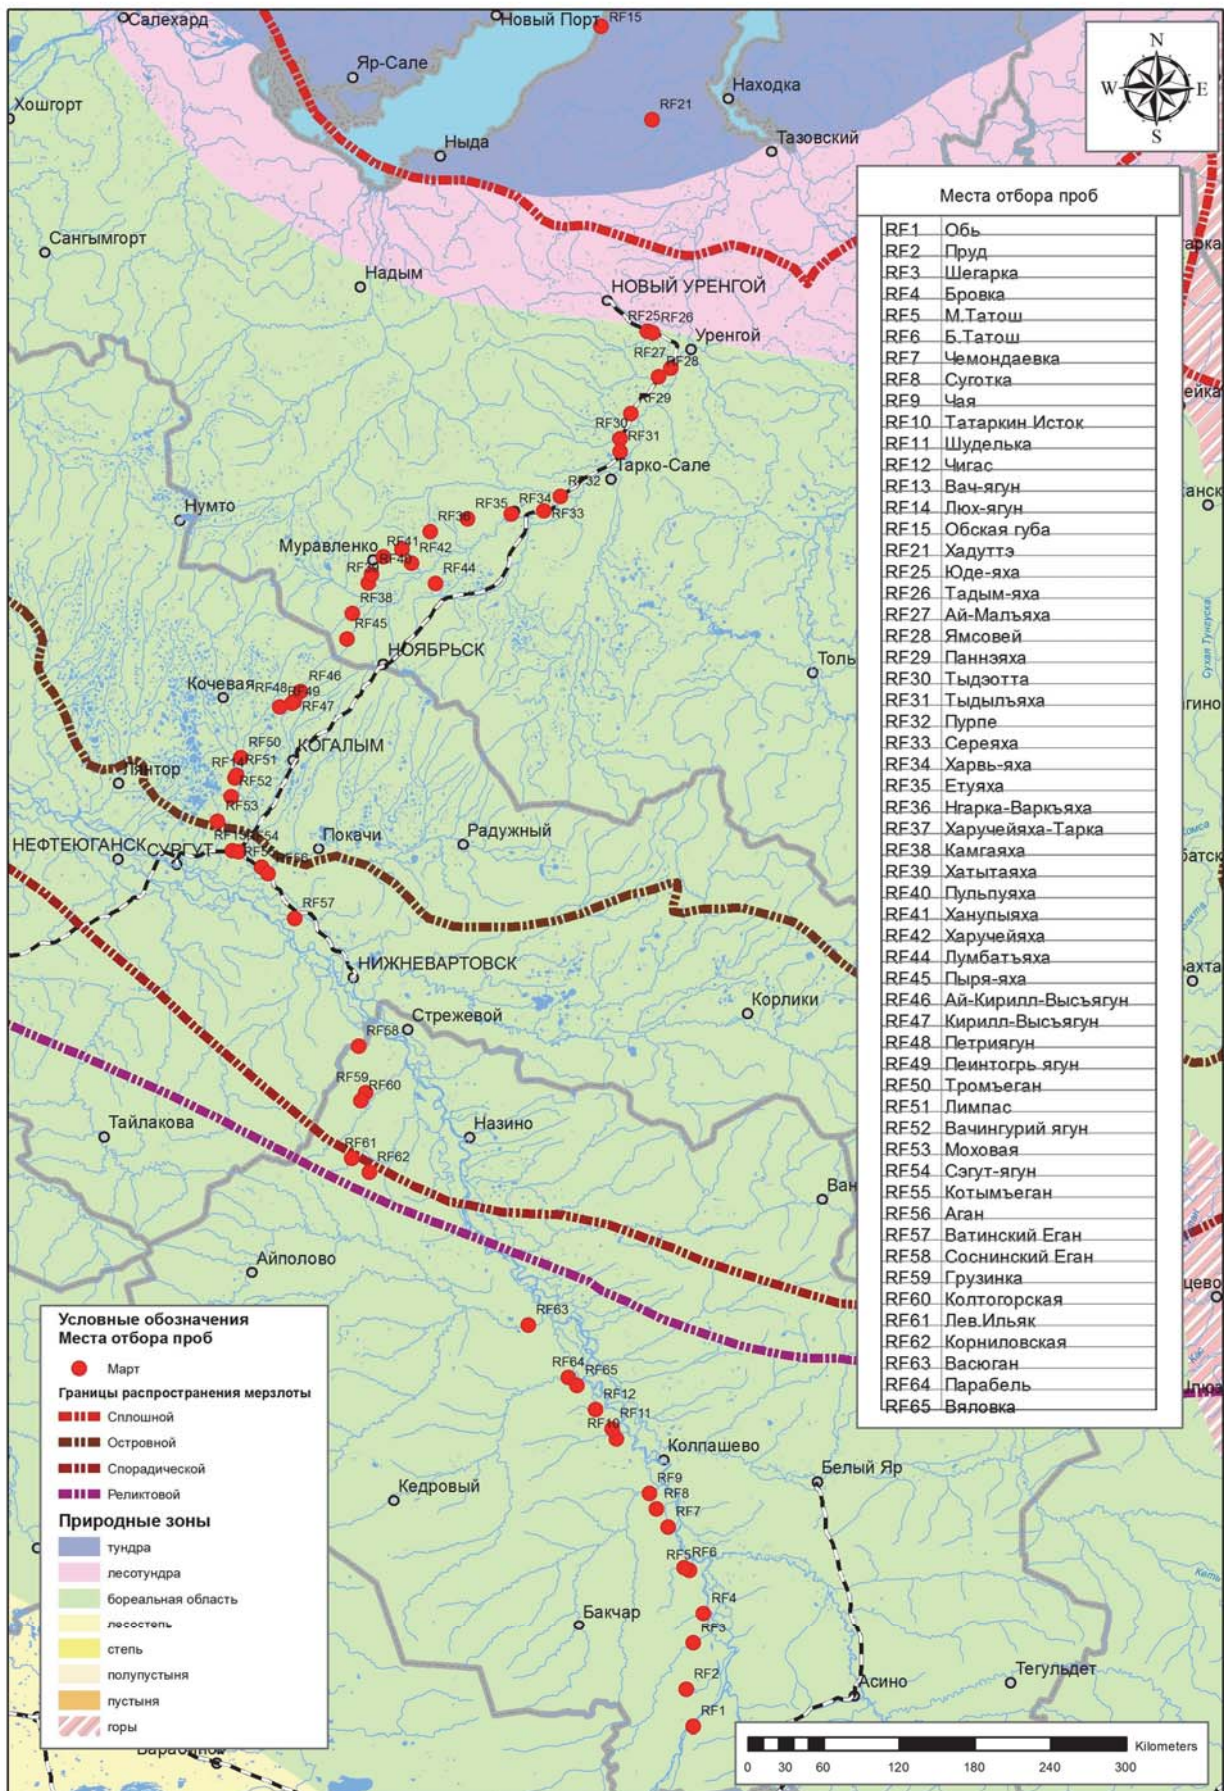 Салехард
Новый Порт
RF15
Яр-Сале
Находка
N
W E
S
Хошгорт
RF21
Ныда
Тазовский
Сангымгорт
Надым
НОВЫЙ УРЕНГОЙ
RF25 RF26
Уренгой
RF27
RF28
RF29
RF30
RF31
Тарко-Сале
RF32
Нумто
RF36
RF35
RF34
RF33
Муравленко
RF41
RF42
RF40
RF39
RF44
RF38
RF45
НОЯБРЬСК
Толь
Кочевая
RF48
RF46
RF49
RF47
RF50
КОГАЛЫМ
RF14
RF51
Лянтор
RF52
RF53
Покачи
Радужный
RF13
НЕФТЕЮГАНСК
СУРГУТ
RF57
НИЖНЕВАРТОВСК
Корлики
Стрежевой
RF58
RF59
RF60
Тайлакова
Назино
RF61
RF62
Ван
Айполово
RF63
RF64
RF65
RF12
RF11
RF10
Колпашево
Белый Яр
Кедровый
RF9
RF8
RF7
RF5
RF6
RF4
Бакчар
RF3
RF2
Асино
Тегульдет
RF1
Сухая Тунгуска
Места отбора проб
RF1 Обь
RF2 Пруд
RF3 Шегарка
RF4 Бровка
RF5 М.Татош
RF6 Б.Татош
RF7 Чемондаевка
RF8 Суготка
RF9 Чая
RF10 Татаркин Исток
RF11 Шуделька
RF12 Чигас
RF13 Вач-ягун
RF14 Люх-ягун
RF15 Обская губа
RF21 Хадуттэ
RF25 Юде-яха
RF26 Тадым-яха
RF27 Ай-Малъяха
RF28 Ямсовей
RF29 Паннэяха
RF30 Тыдэотта
RF31 Тыдылъяха
RF32 Пурпе
RF33 Сереяха
RF34 Харвь-яха
RF35 Етуяха
RF36 Нгарка-Варкъяха
RF37 Харучейяха-Тарка
RF38 Камгаяха
RF39 Хатытаяха
RF40 Пульпуяха
RF41 Ханупыяха
RF42 Харучейяха
RF44 Лумбатъяха
RF45 Пыря-яха
RF46 Ай-Кирилл-Высъягун
RF47 Кирилл-Высъягун
RF48 Петриягун
RF49 Пеинтогрь ягун
RF50 Тромъеган
RF51 Лимпас
RF52 Вачингурий ягун
RF53 Моховая
RF54 Сэгут-ягун
RF55 Котымъеган
RF56 Аган
RF57 Ватинский Еган
RF58 Соснинский Еган
RF59 Грузинка
RF60 Колтогорская
RF61 Лев.Ильяк
RF62 Корниловская
RF63 Васюган
RF64 Парабель
RF65 Вяловка
Условные обозначения
Места отбора проб
Март
Границы распространения мерзлоты
Сплошной
Островной
Спорадической
Реликтовой
Природные зоны
тундра
лесотундра
бореальная область
лесостепь
степь
полупустыня
пустыня
горы
Kilometers
0 30 60 120 180 240 300